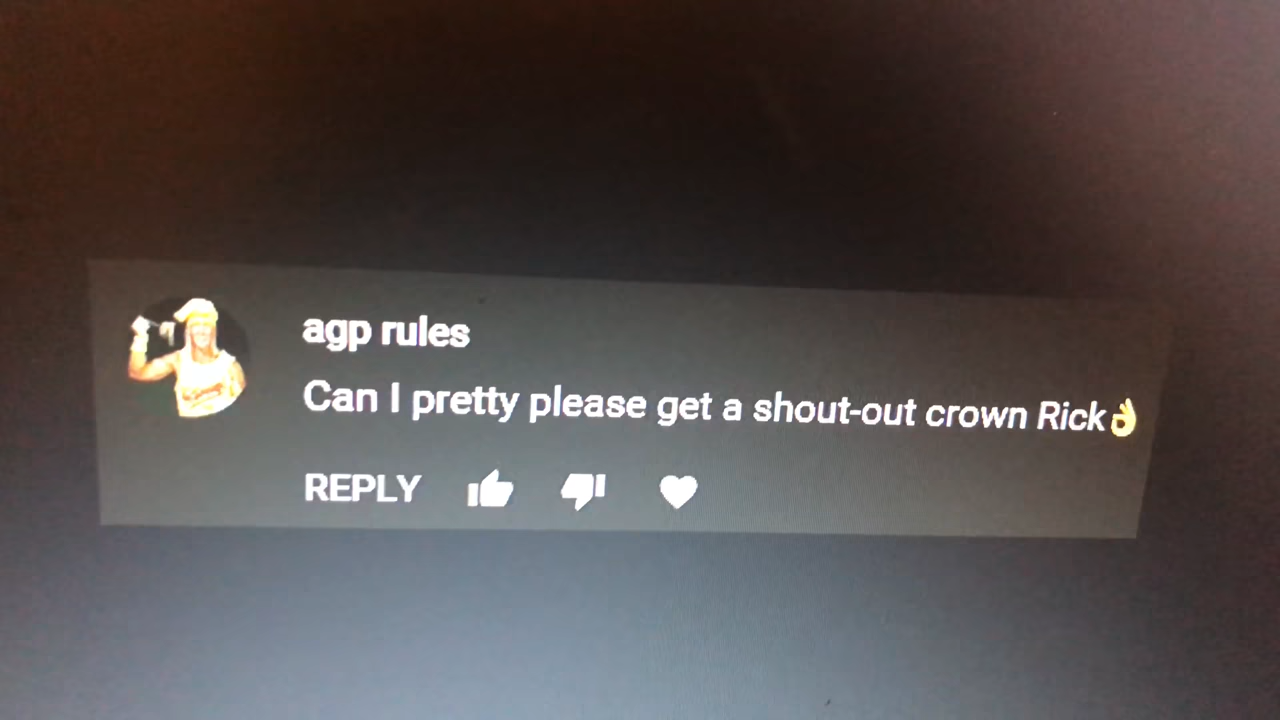 agp rules
Can I pretty please get a shout-out crown Rick👌
REPLY